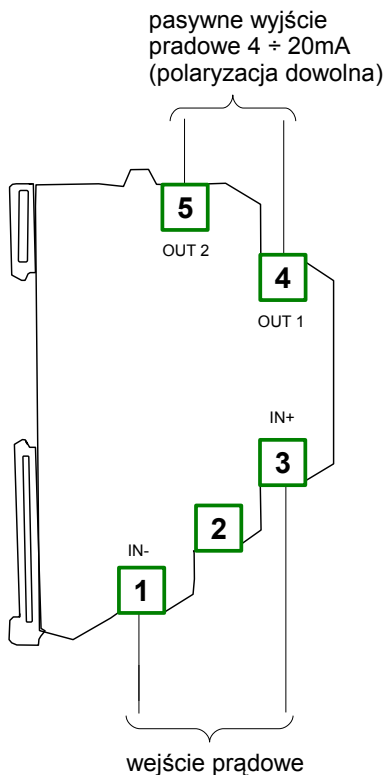 pasywne wyjście
pradowe 4 ÷ 20mA
(polaryzacja dowolna)
5
OUT 2
4
OUT 1
IN+
3
2
IN-
1
wejście prądowe